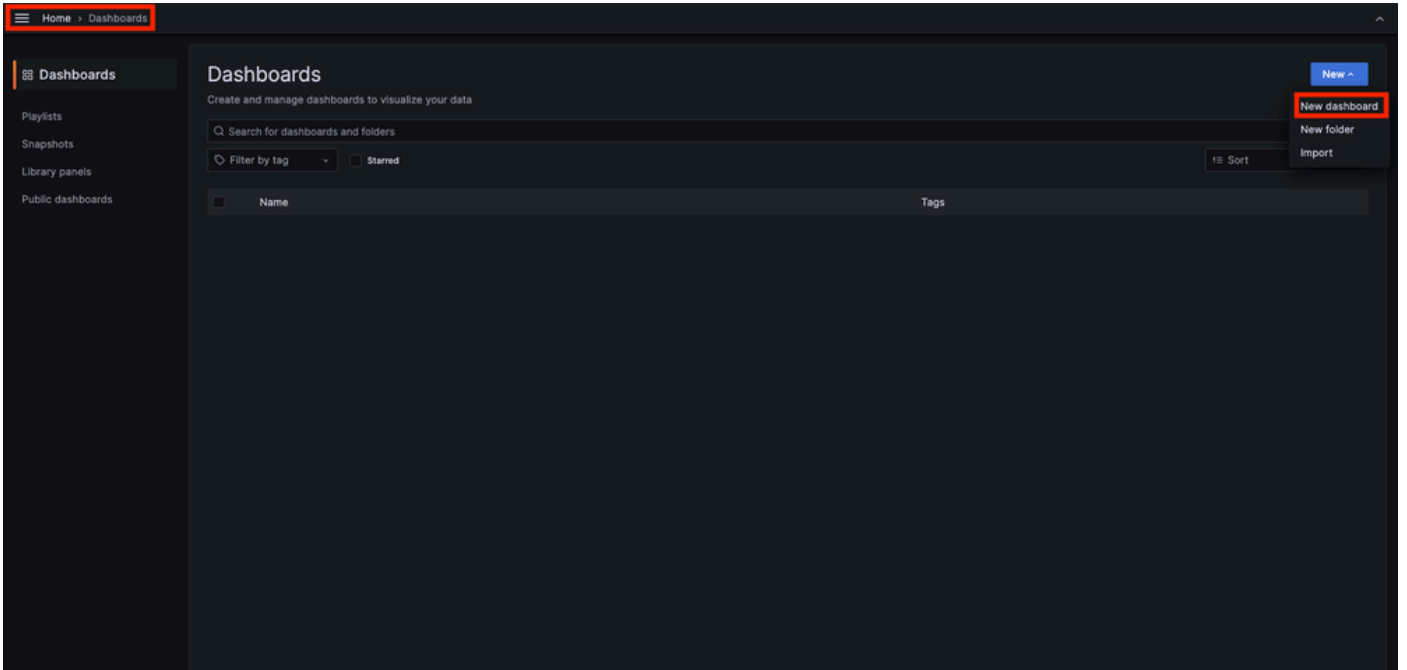 Home › Dashboards
Dashboards
Playlists
Snapshots
Library panels
Public dashboards
Dashboards
Create and manage dashboards to visualize your data
Search for dashboards and folders
Filter by tag
Starred
Sort
New
New dashboard
New folder
Import
Name
Tags